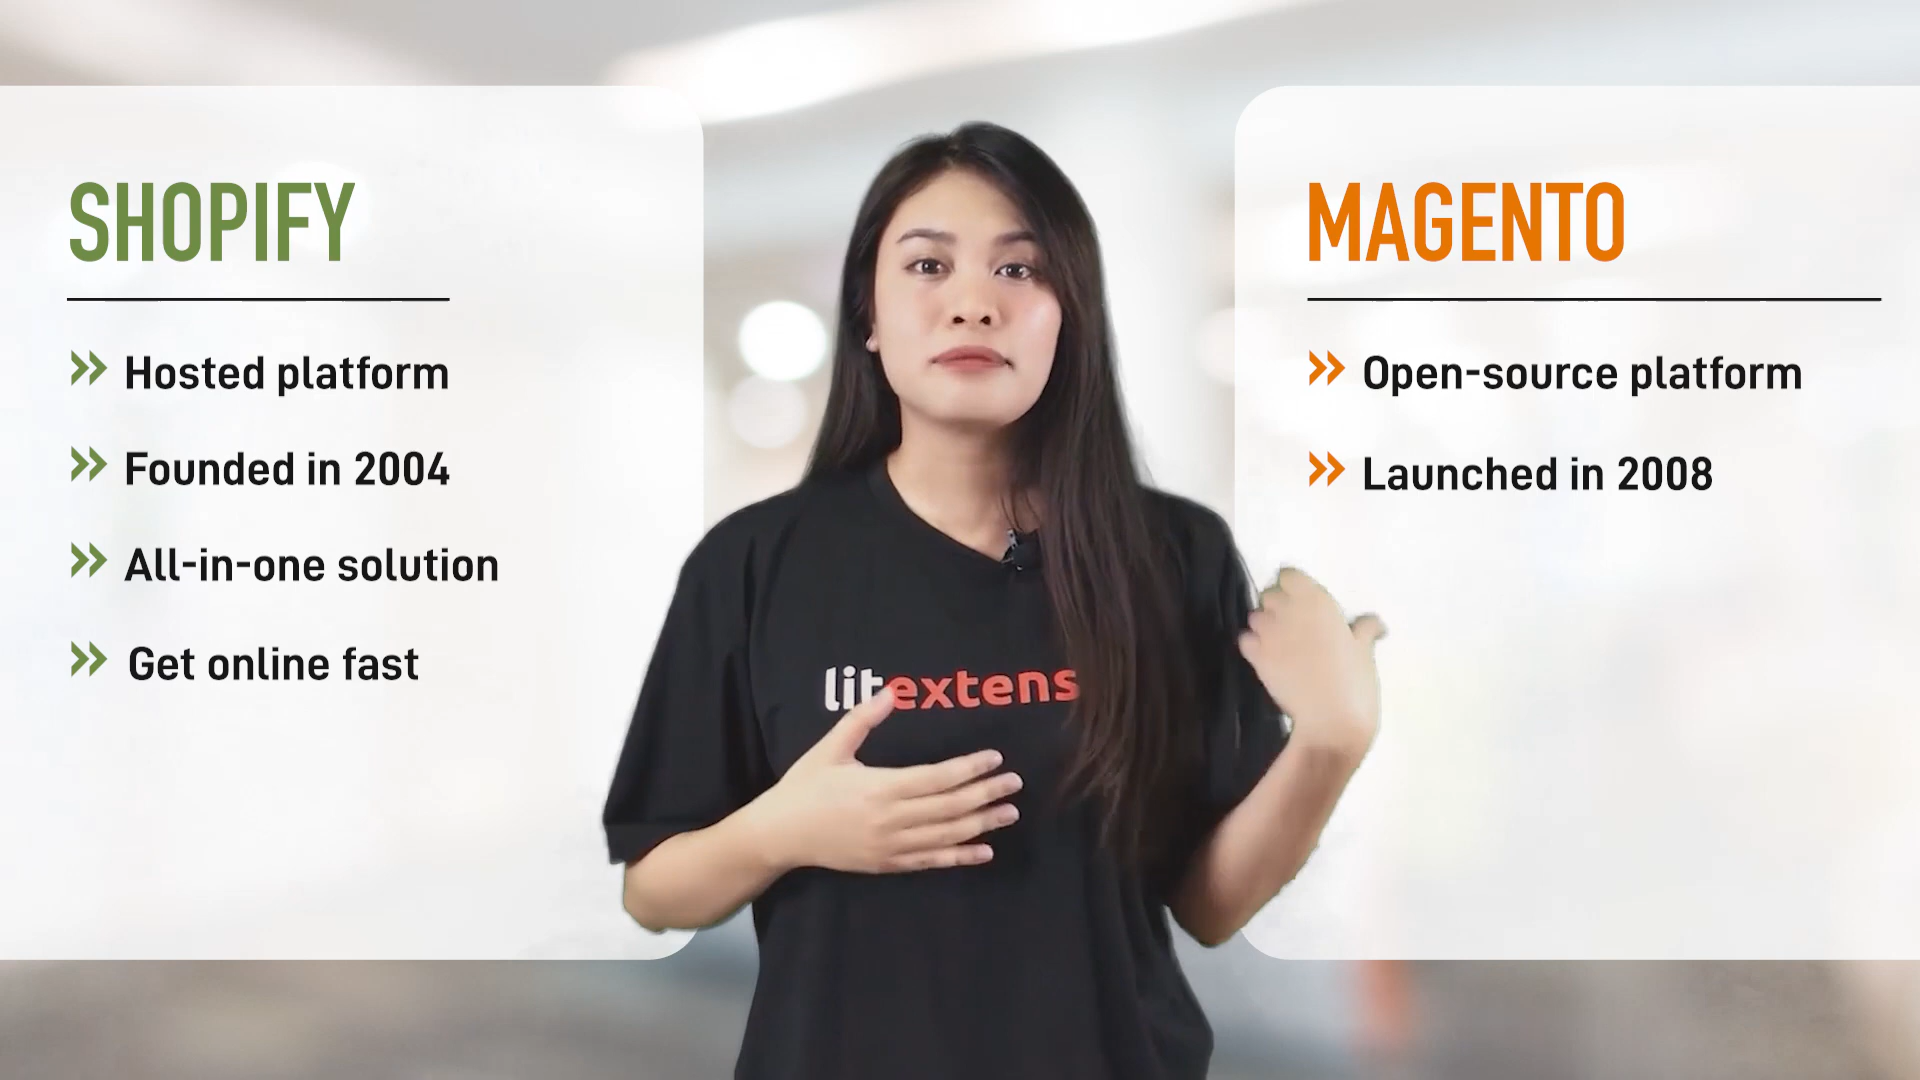 SHOPIFY
Hosted platform
Founded in 2004
All-in-one solution
Get online fast
litextens
MAGENTO
Open-source platform
Launched in 2008